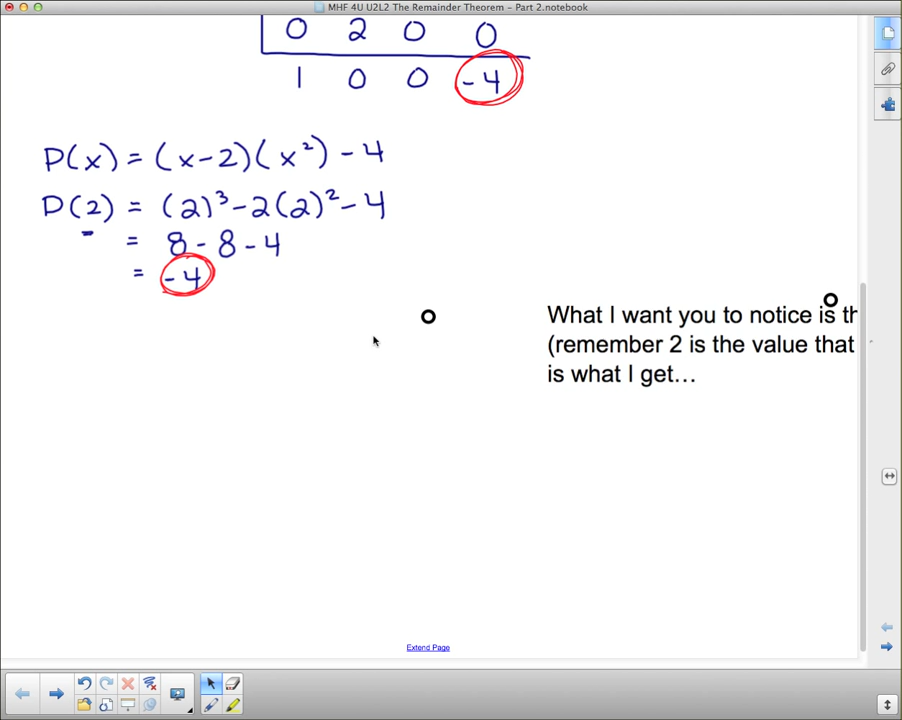 MHF 4U U2L2 The Remainder Theorem - Part 2.notebook
0 2 0 0
1 0 0 -4
P(x) = (x-2)(x²) - 4
P(2) = (2)³ - 2(2)² - 4
= 8 - 8 - 4
= -4
What I want you to notice is th
(remember 2 is the value that
is what I get…
Extend Page